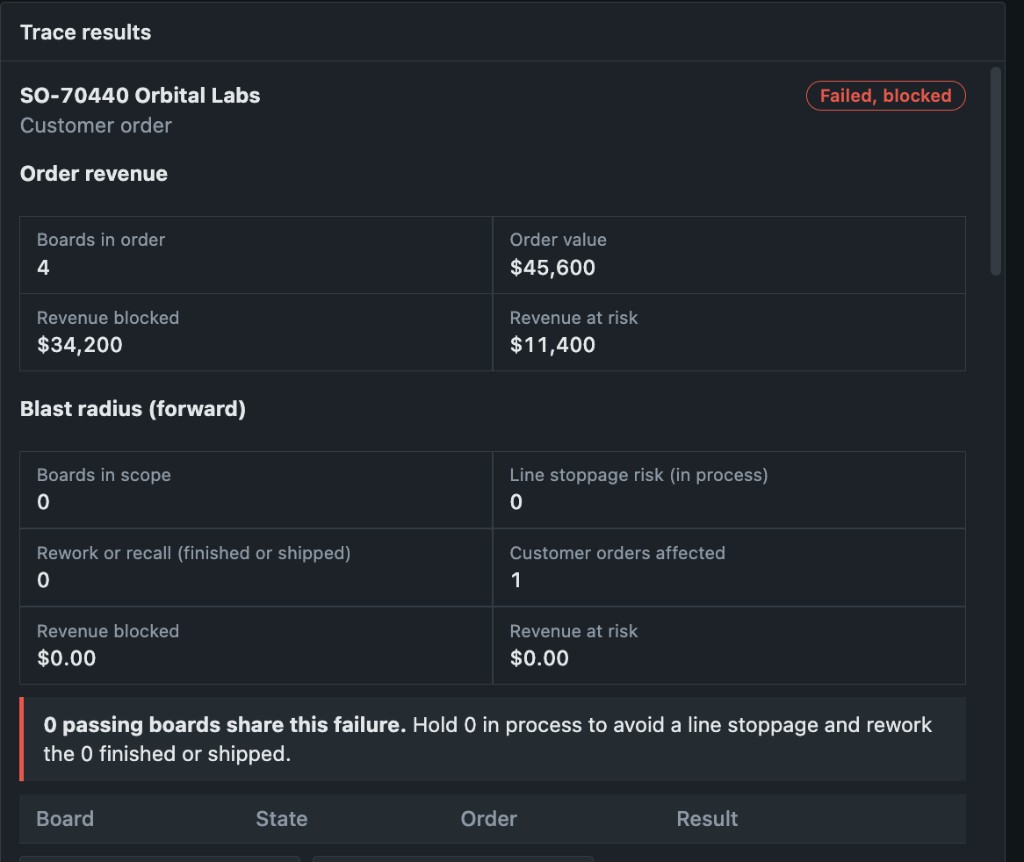 Trace results
SO-70440 Orbital Labs
Failed, blocked
Customer order
Order revenue
Boards in order
Order value
4
$45,600
Revenue blocked
Revenue at risk
$34,200
$11,400
Blast radius (forward)
Boards in scope
Line stoppage risk (in process)
0
0
Rework or recall (finished or shipped)
Customer orders affected
0
1
Revenue blocked
Revenue at risk
$0.00
$0.00
0 passing boards share this failure. Hold 0 in process to avoid a line stoppage and rework
the 0 finished or shipped.
Board State Order Result